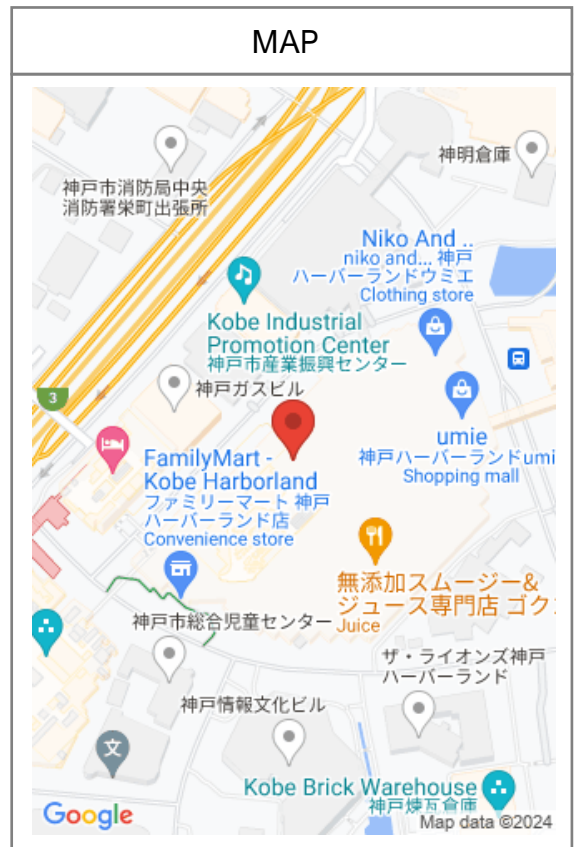 MAP
神明倉庫
神戸市消防局中央
消防署栄町出張所
Niko And ..
niko and... 神戸
ハーバーランドウミエ
Clothing store
Kobe Industrial
Promotion Center
神戸市産業振興センター
神戸ガスビル
3
umie
神戸ハーバーランドumi
Shopping mall
FamilyMart -
Kobe Harborland
ファミリーマート 神戸
ハーバーランド店
Convenience store
無添加スムージー&
ジュース専門店 ゴク
Juice
神戸市総合児童センター
ザ・ライオンズ神戸
ハーバーランド
神戸情報文化ビル
文
Kobe Brick Warehouse
神戸煉瓦倉庫
Google
Map data ©2024